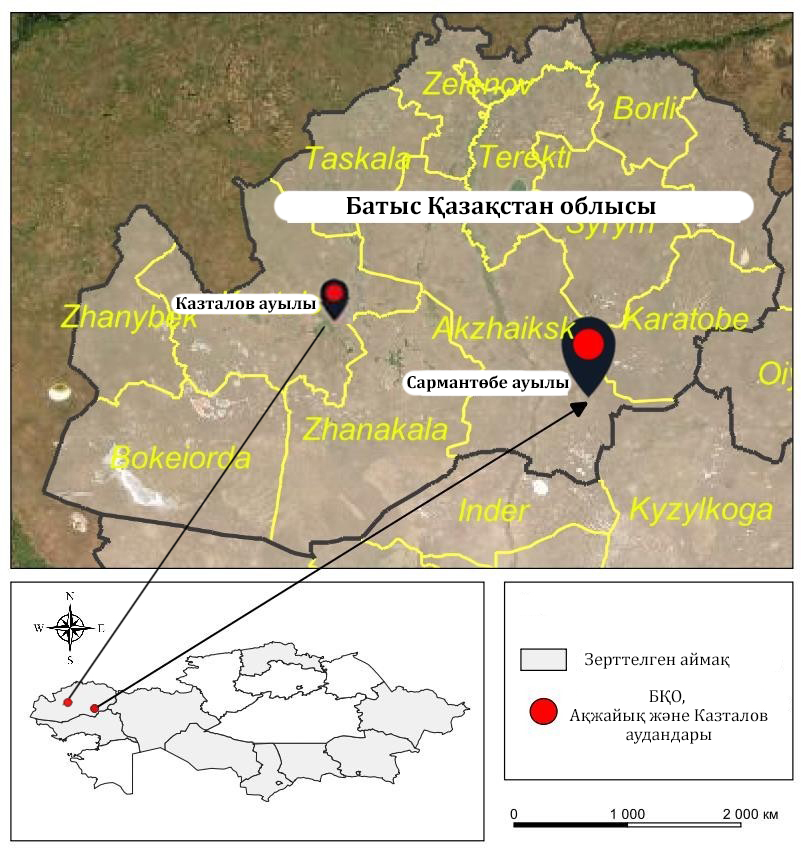 Zelenov
Borli
Taskala
Terekti
Батыс Қазақстан облысы
Syrym
Казталов ауылы
Zhanybek
Akzhaiksk
Karatobe
Сармантөбе ауылы
Oiy
Zhanakala
Bokeiorda
Inder
Kyzylkoga
N
W
E
S
Зерттелген аймақ
БҚО,
Ақжайық және Казталов
аудандары
0 1 000 2 000 км